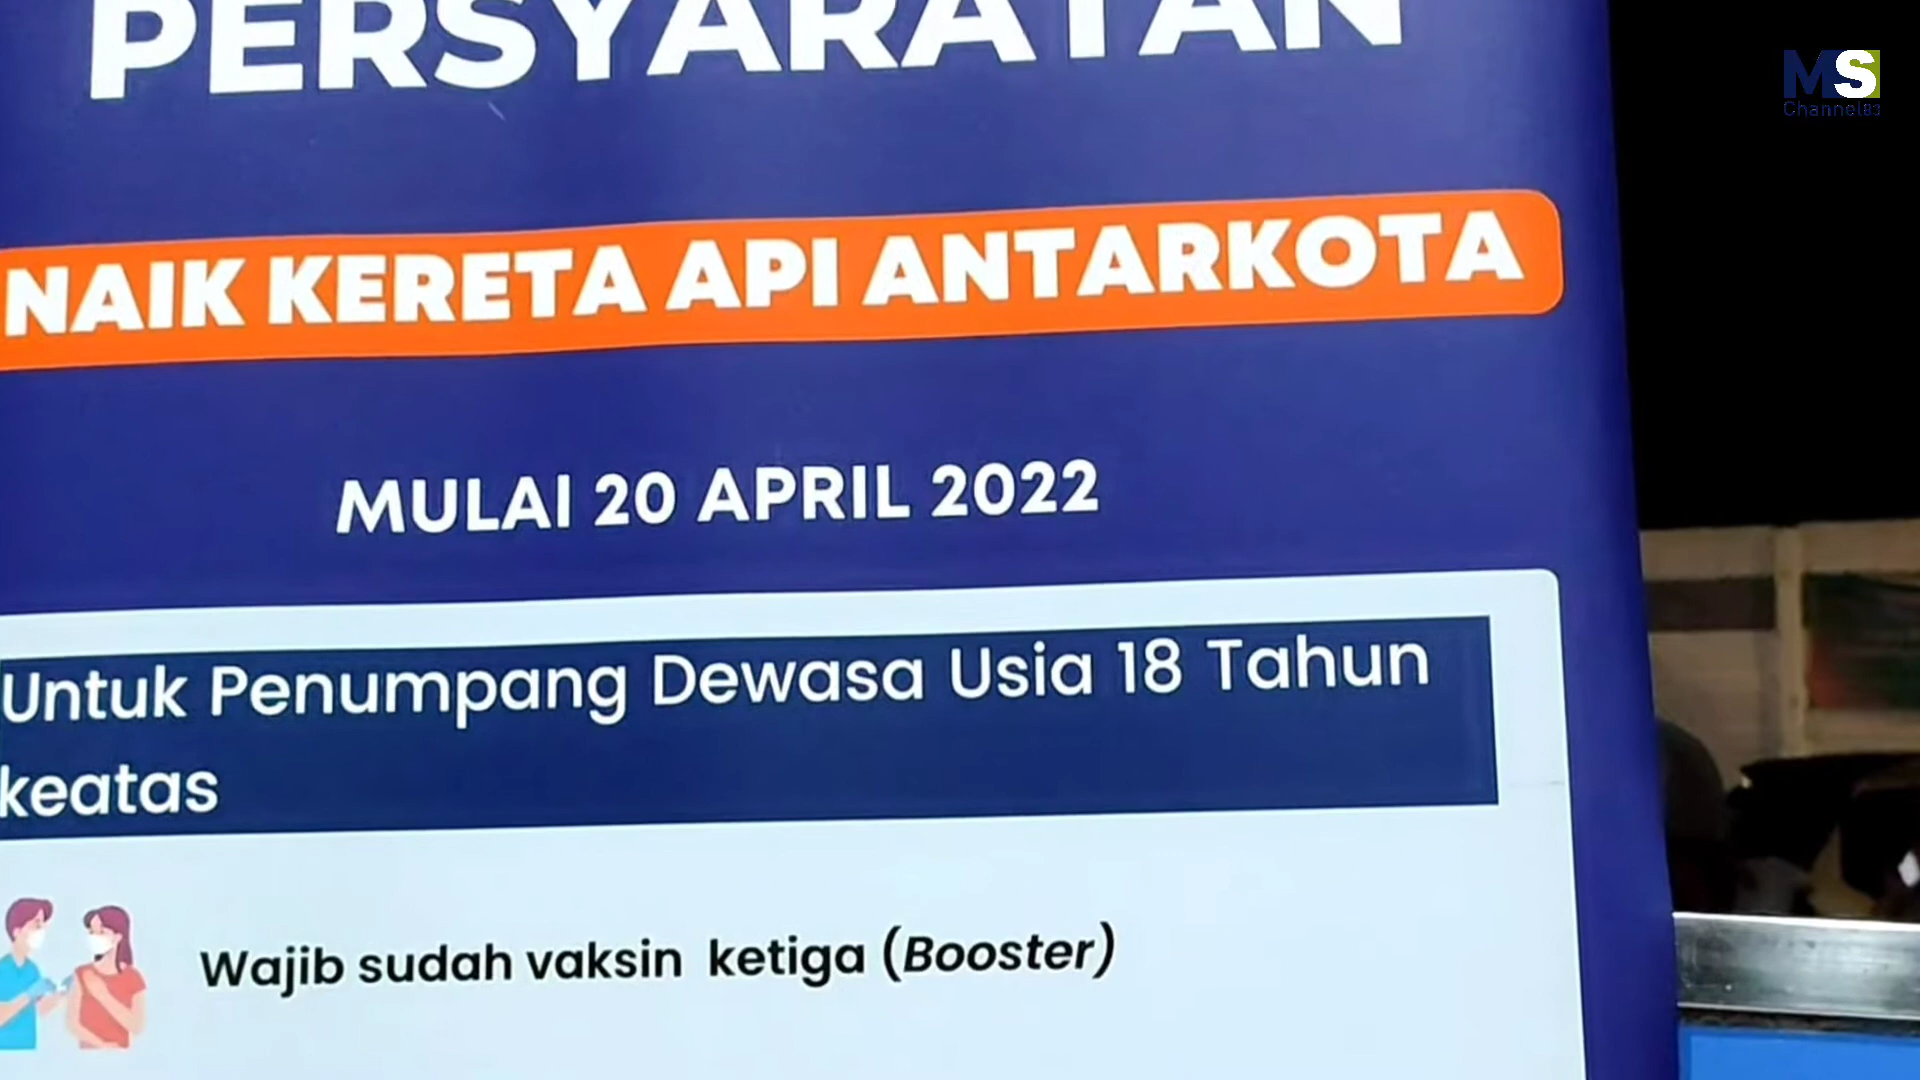 PERSYARATAN
NAIK KERETA API ANTARKOTA
MULAI 20 APRIL 2022
Untuk Penumpang Dewasa Usia 18 Tahun
keatas
Wajib sudah vaksin ketiga (Booster)
MS
Channel83